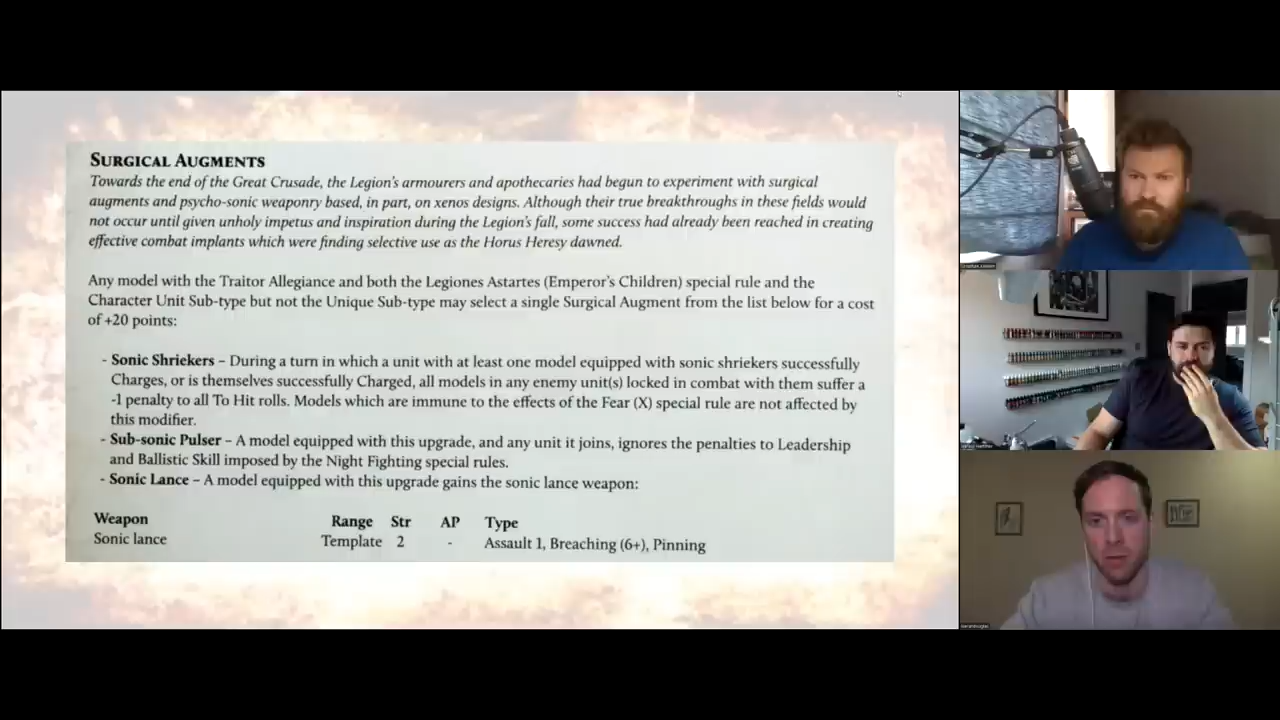 SURGICAL AUGMENTS
Towards the end of the Great Crusade, the Legion's armourers and apothecaries had begun to experiment with surgical
augments and psycho-sonic weaponry based, in part, on xenos designs. Although their true breakthroughs in these fields would
not occur until given unholy impetus and inspiration during the Legion's fall, some success had already been reached in creating
effective combat implants which were finding selective use as the Horus Heresy dawned.
Any model with the Traitor Allegiance and both the Legiones Astartes (Emperor's Children) special rule and the
Character Unit Sub-type but not the Unique Sub-type may select a single Surgical Augment from the list below for a cost
of +20 points:
- Sonic Shriekers – During a turn in which a unit with at least one model equipped with sonic shriekers successfully
Charges, or is themselves successfully Charged, all models in any enemy unit(s) locked in combat with them suffer a
-1 penalty to all To Hit rolls. Models which are immune to the effects of the Fear (X) special rule are not affected by
this modifier.
- Sub-sonic Pulser – A model equipped with this upgrade, and any unit it joins, ignores the penalties to Leadership
and Ballistic Skill imposed by the Night Fighting special rules.
- Sonic Lance – A model equipped with this upgrade gains the sonic lance weapon:
Weapon Range Str AP Type
Sonic lance Template 2 - Assault 1, Breaching (6+), Pinning